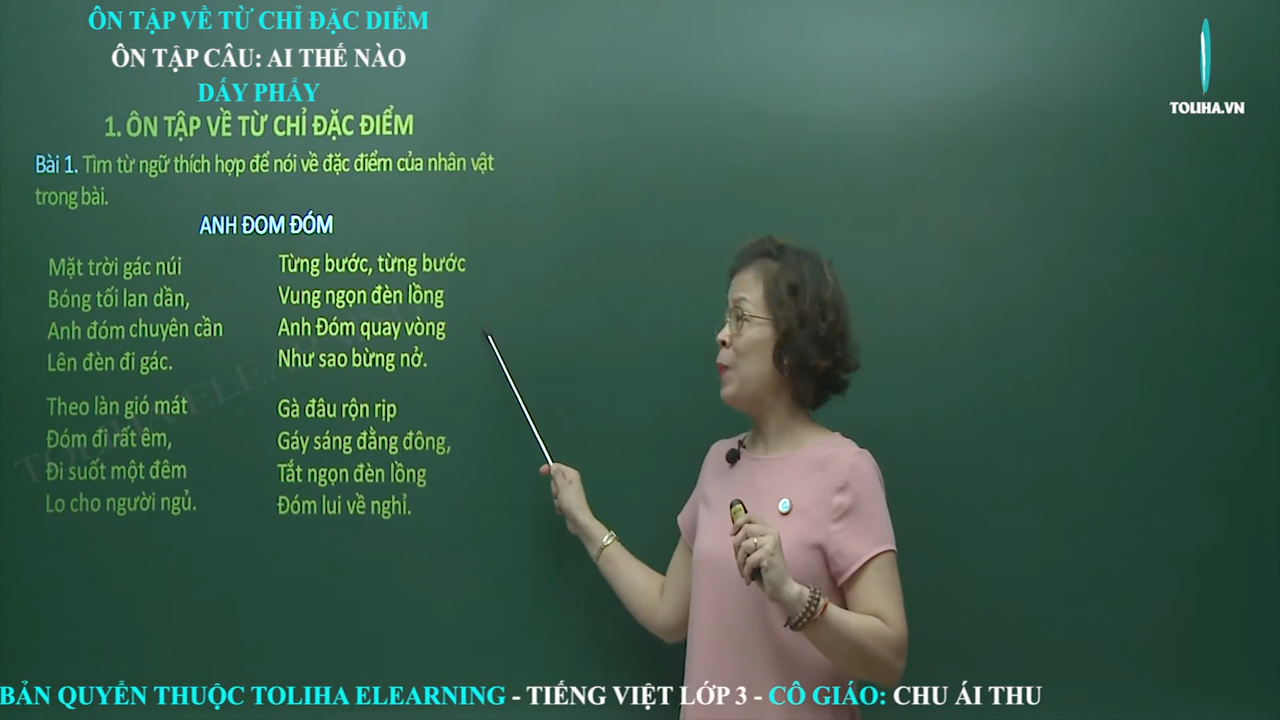 ÔN TẬP VỀ TỪ CHỈ ĐẶC DIỂM
ÔN TẬP CÂU: AI THẾ NÀO
DẤY PHẨY
1. ÔN TẬP VỀ TỪ CHỈ ĐẶC ĐIỂM
Bài 1. Tìm từ ngữ thích hợp để nói về đặc điểm của nhân vật
trong bài.
ANH ĐOM ĐÓM
Mặt trời gác núi
Bóng tối lan dần,
Anh đóm chuyên cần
Lên đèn đi gác.
Theo làn gió mát
Đóm đi rất êm,
Đi suốt một đêm
Lo cho người ngủ.
Từng bước, từng bước
Vung ngọn đèn lồng
Anh Đóm quay vòng
Như sao bừng nở.
Gà đâu rộn rịp
Gáy sáng đằng đông,
Tắt ngọn đèn lồng
Đóm lui về nghỉ.
TOLIHA ELEARNING
TOLIHA.VN
BẢN QUYỂN THUỘC TOLIHA ELEARNING - TIẾNG VIỆT LỚP 3 - CÔ GIÁO: CHU ÁI THU